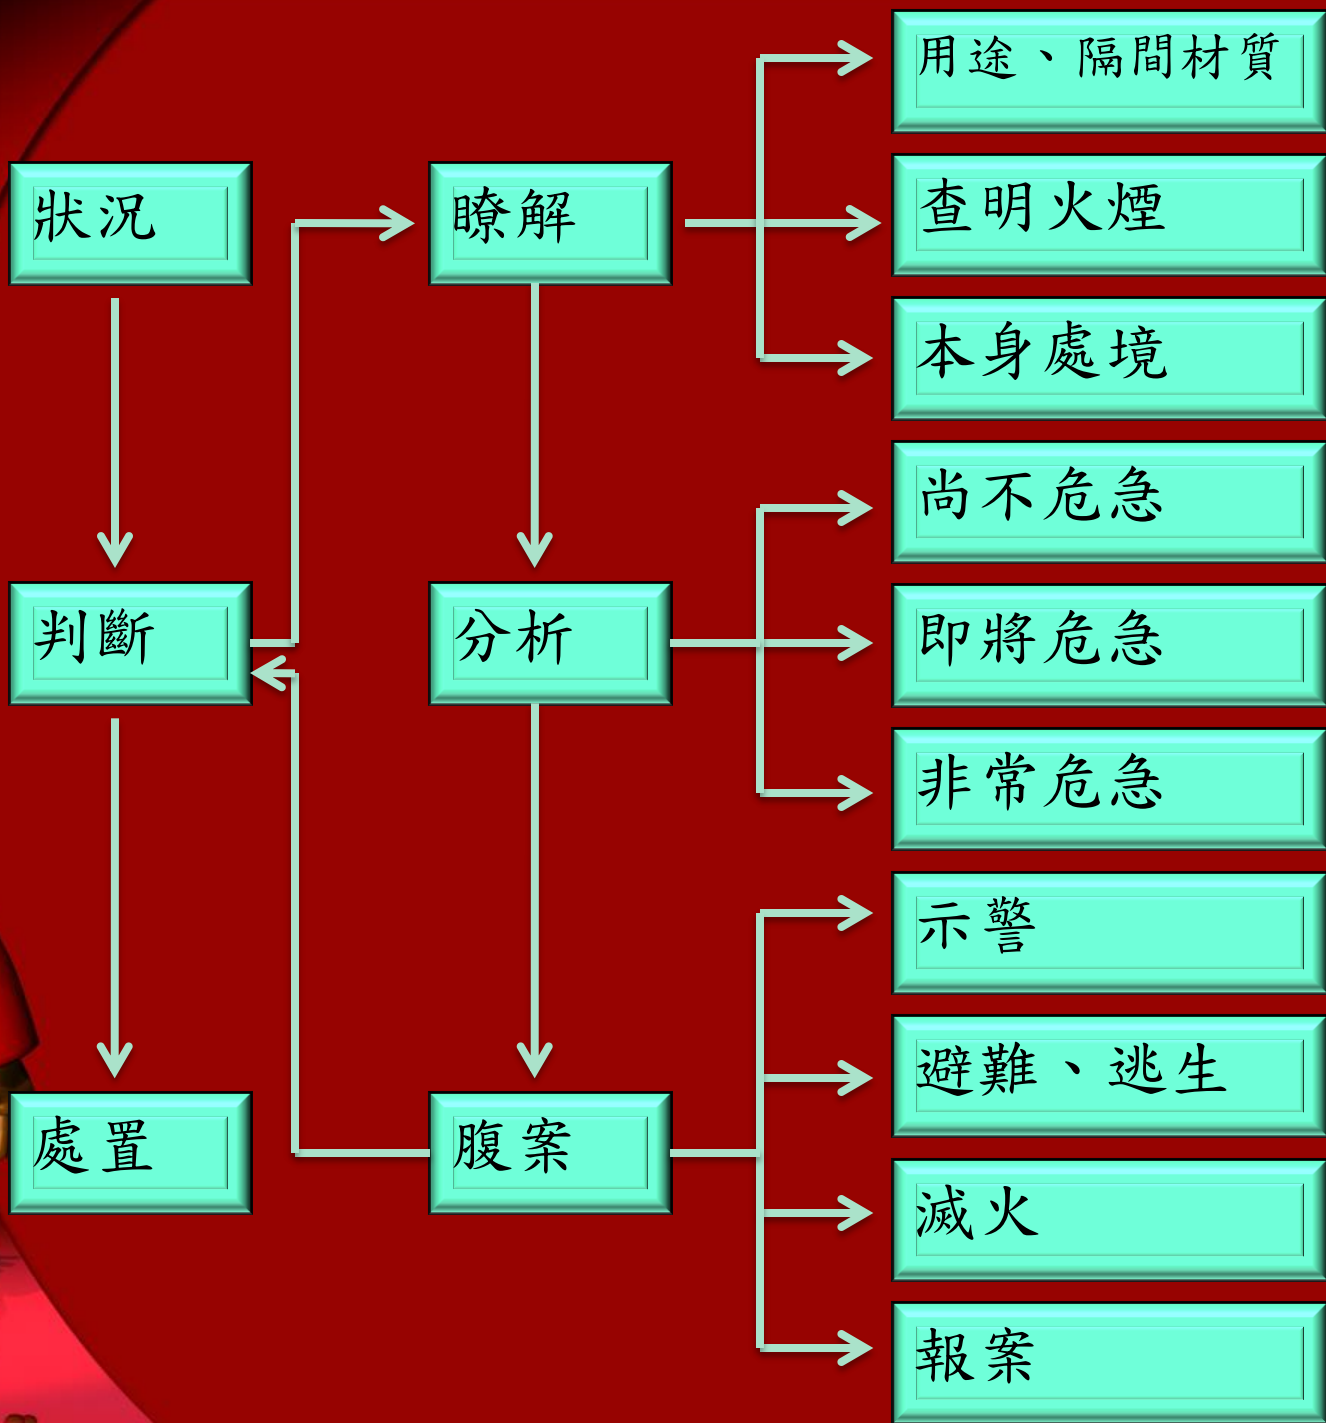 狀況
判斷
處置
瞭解
分析
腹案
用途、隔間材質
查明火煙
本身處境
尚不危急
即將危急
非常危急
示警
避難、逃生
滅火
報案